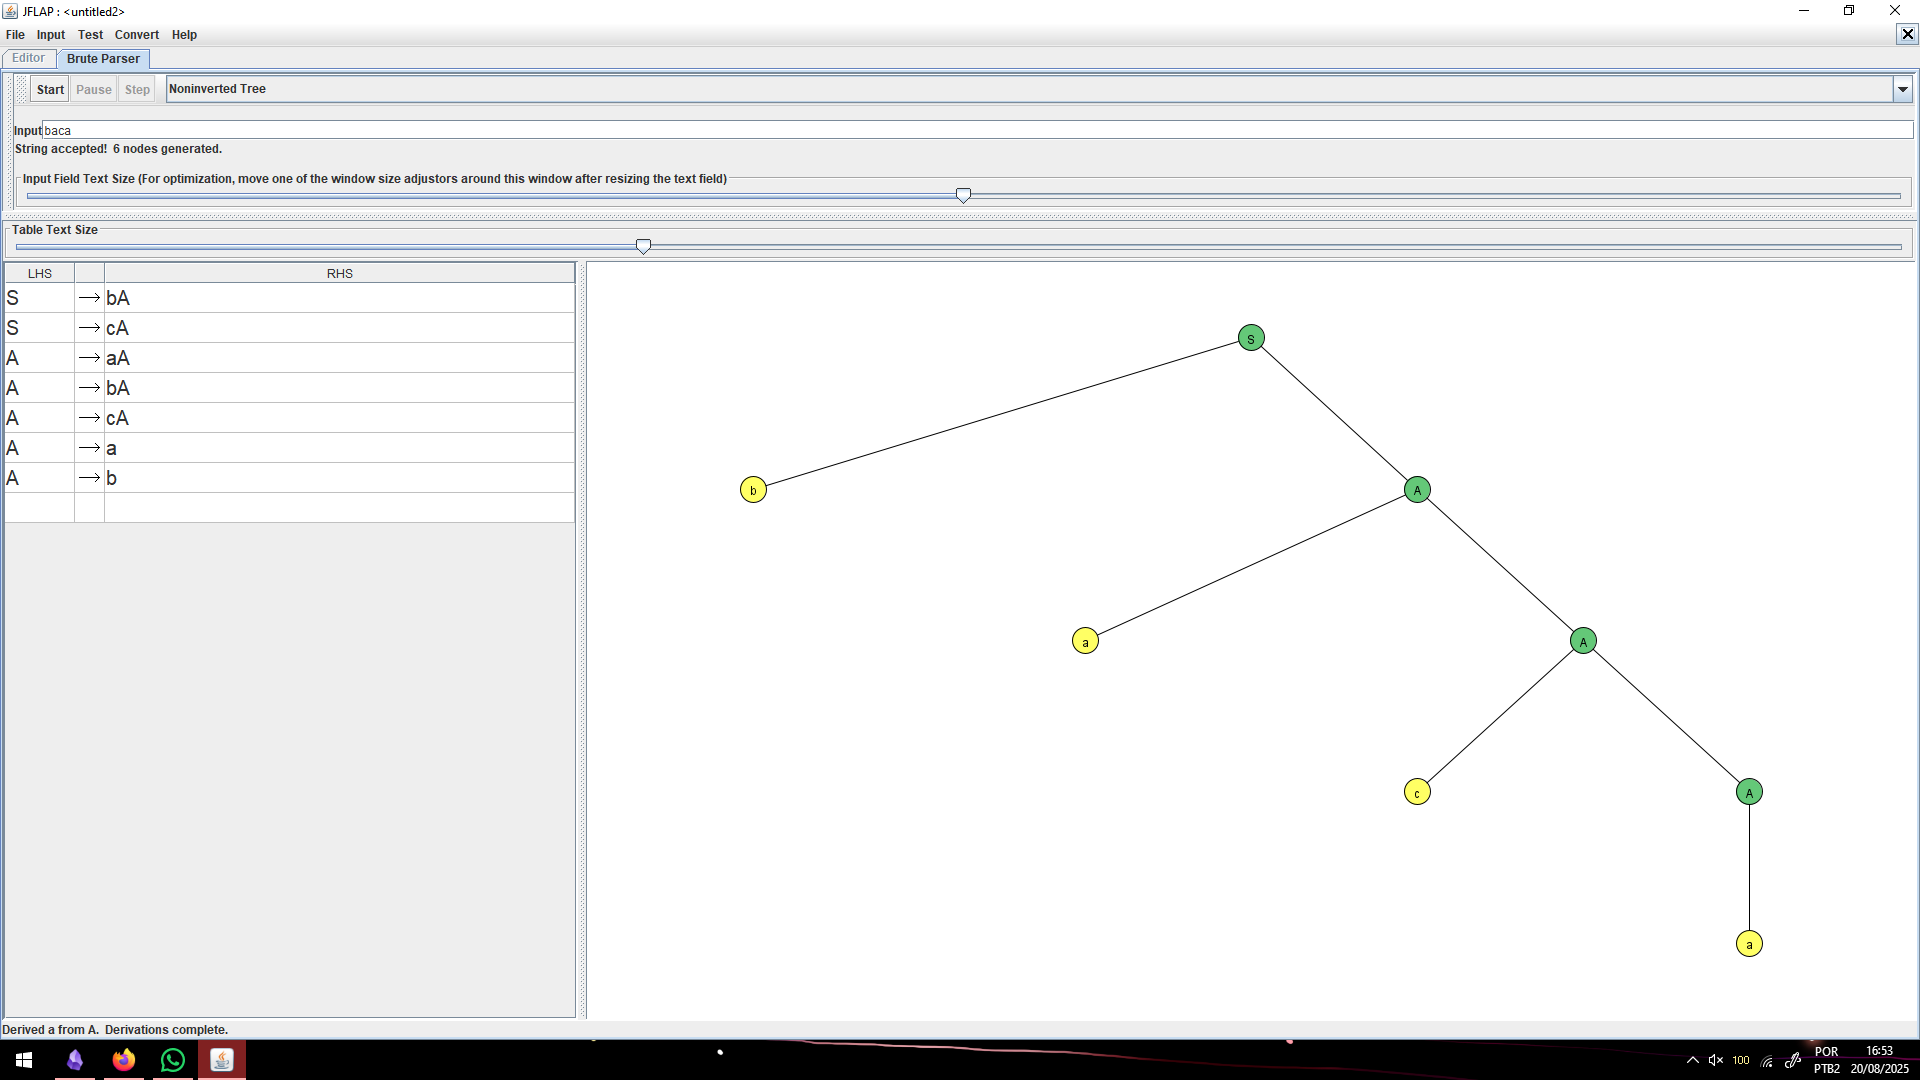 JFLAP : <untitled2>
File Input Test Convert Help
Editor Brute Parser
Start Pause Step Noninverted Tree
Input baca
String accepted! 6 nodes generated.
Input Field Text Size (For optimization, move one of the window size adjustors around this window after resizing the text field)
Table Text Size
LHS RHS
S → bA
S → cA
A → aA
A → bA
A → cA
A → a
A → b
S
b A
a A
c A
a
Derived a from A. Derivations complete.
100 POR 16:53
PTB2 20/08/2025